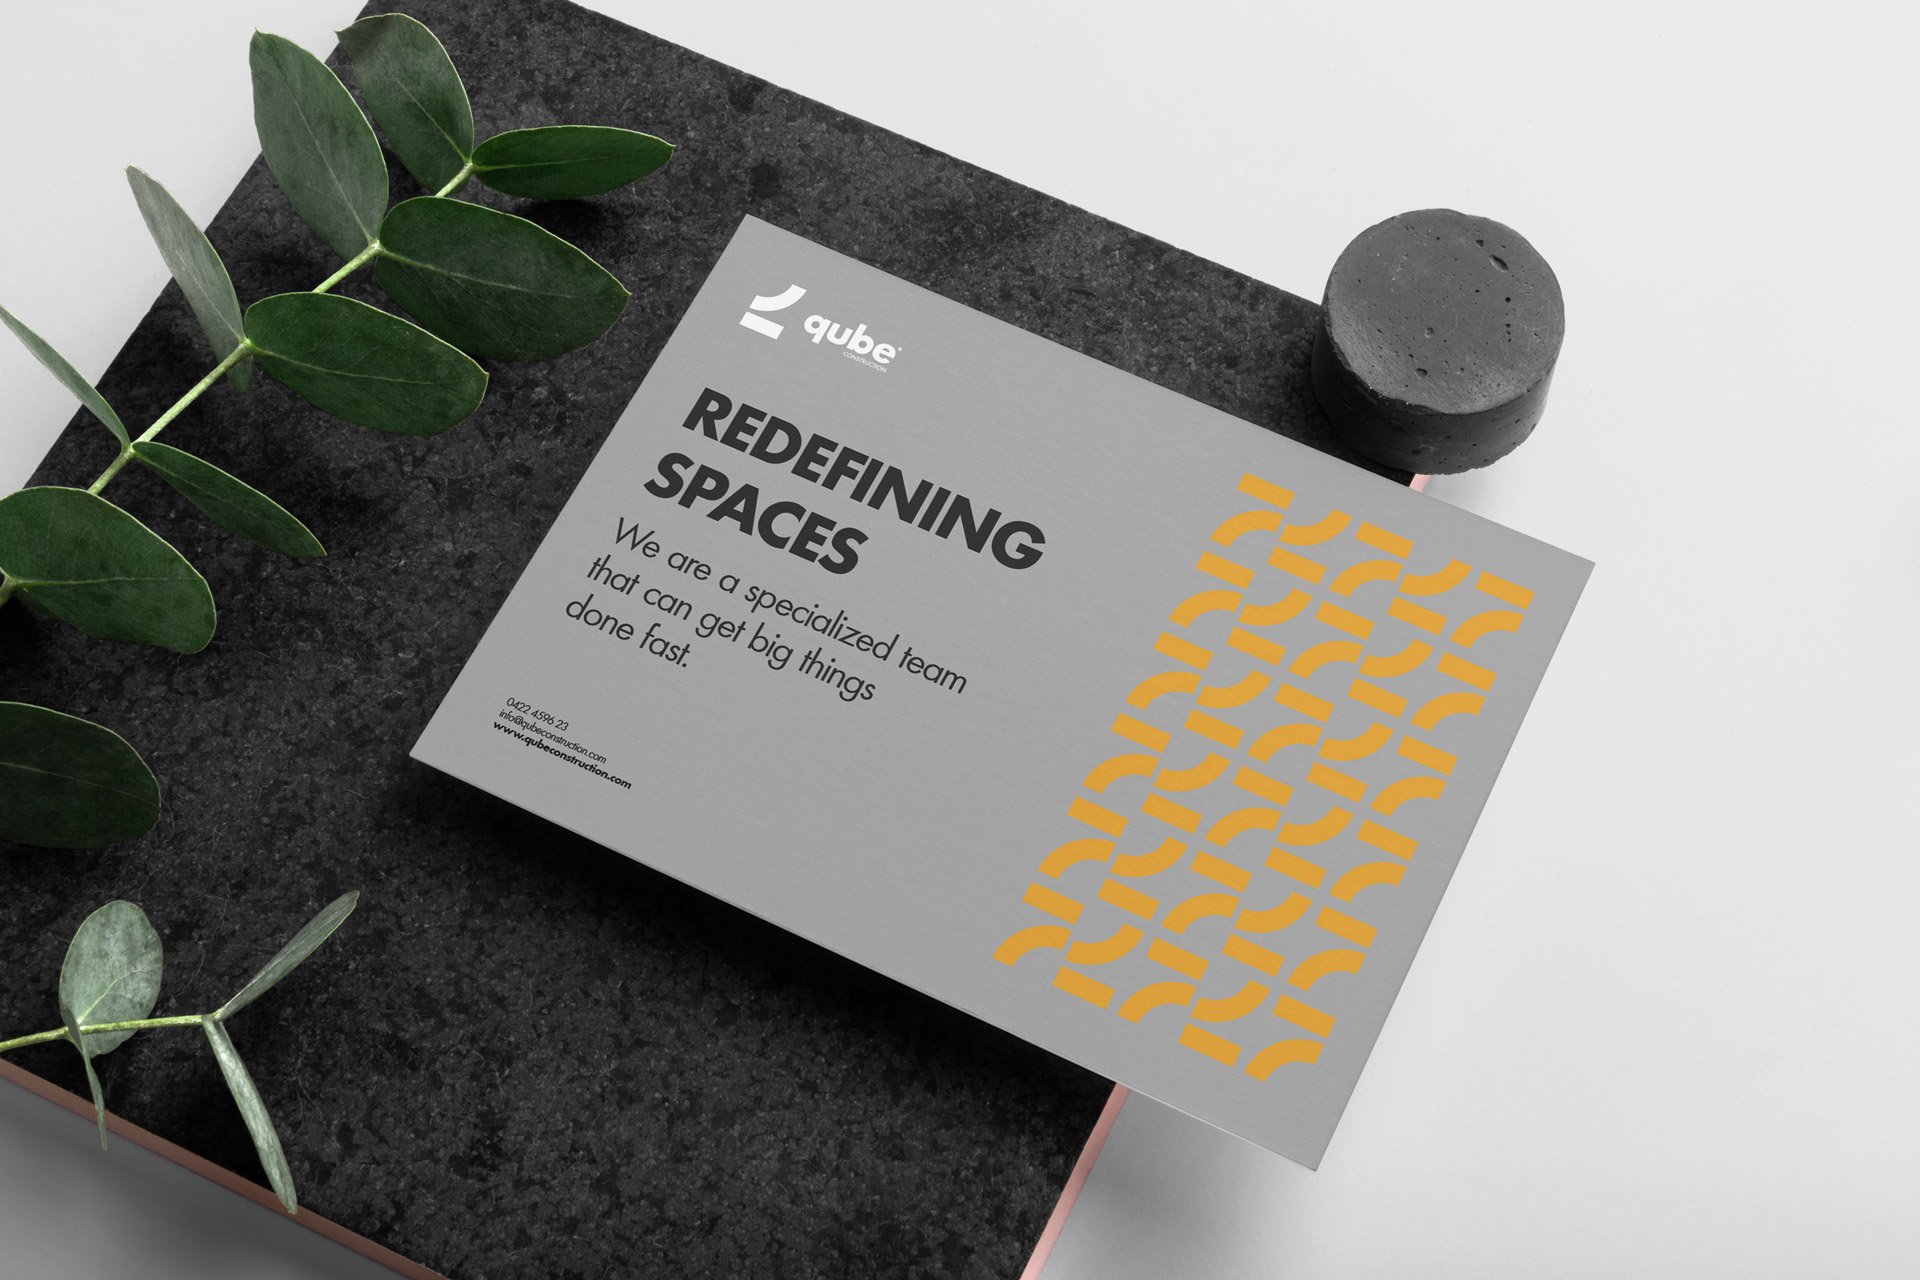 qube®
CONSTRUCTION
REDEFINING
SPACES
We are a specialized team
that can get big things
done fast.
0422 4596 23
info@qubeconstruction.com
www.qubeconstruction.com